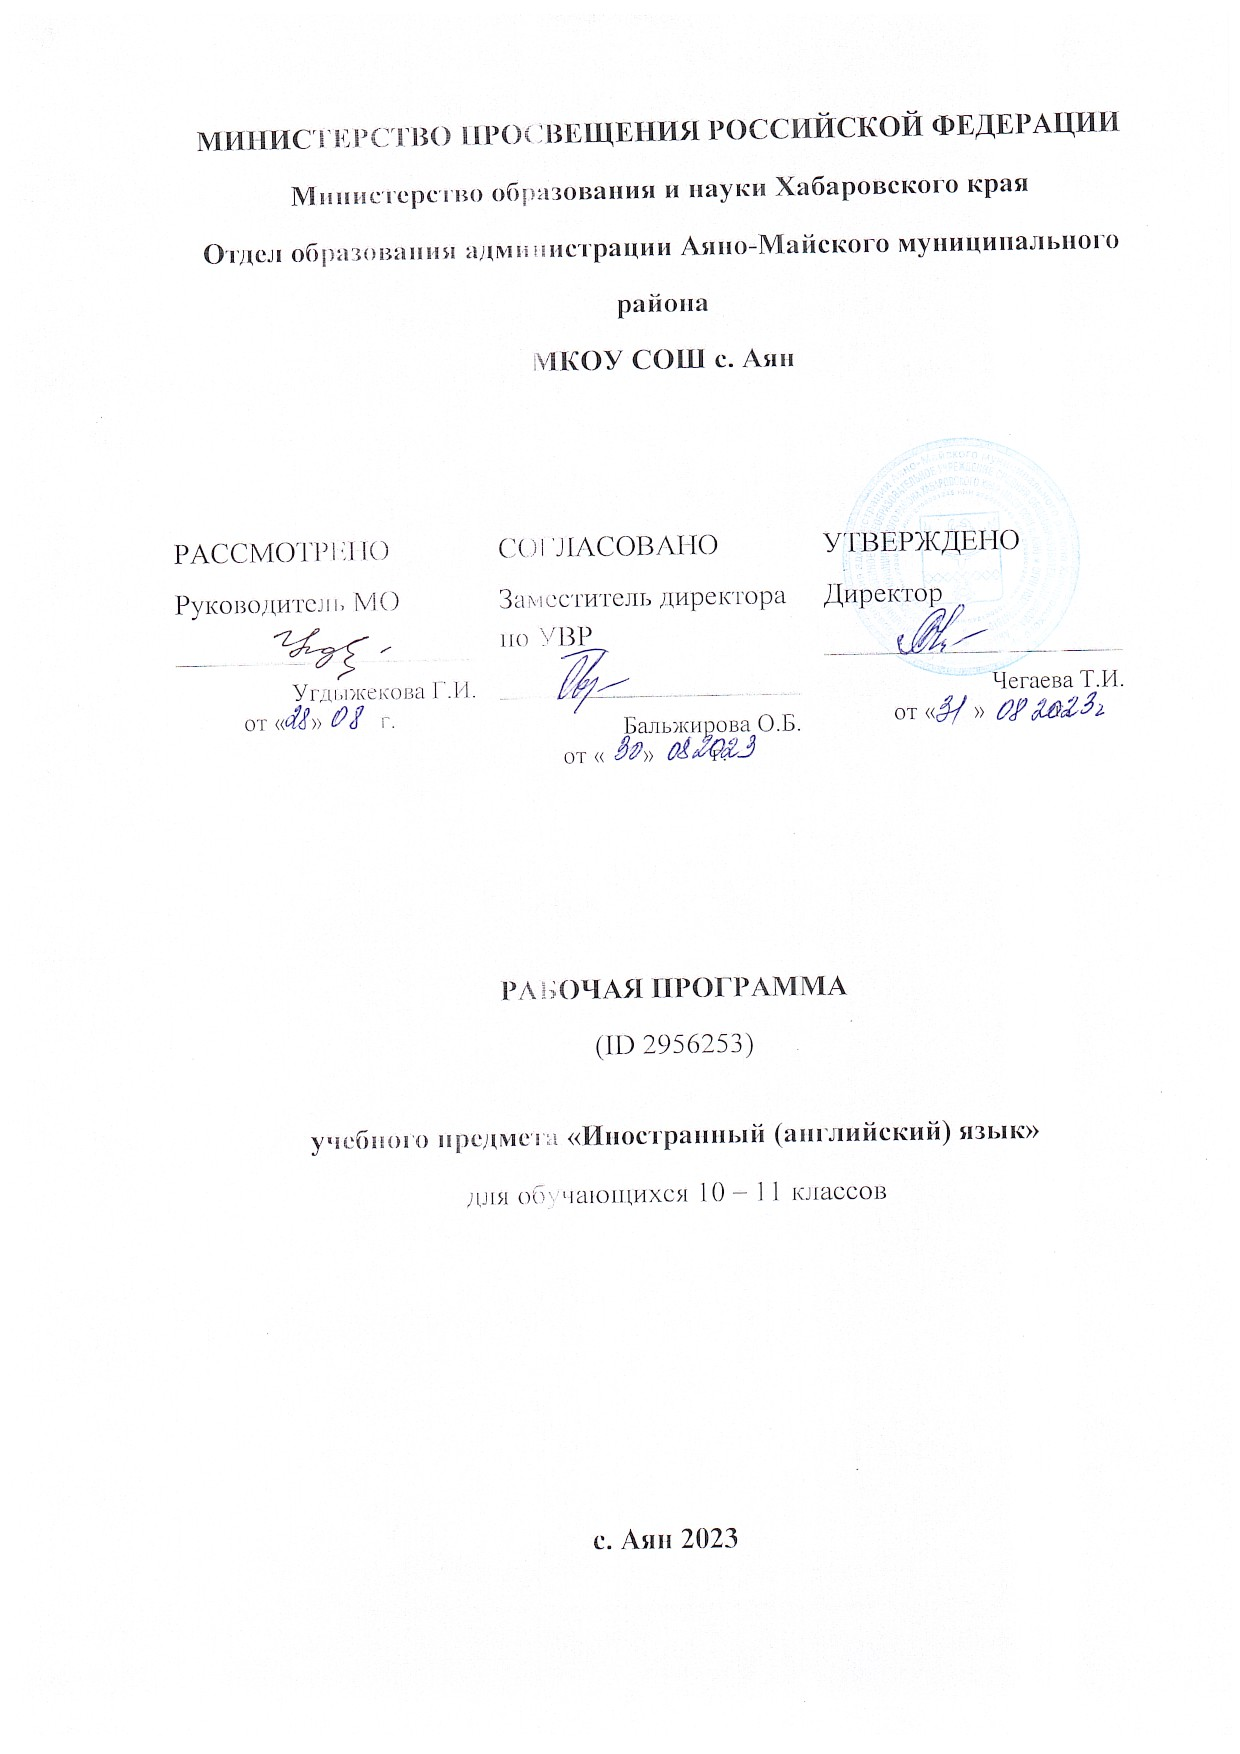 МИНИСТЕРСТВО ПРОСВЕЩЕНИЯ РОССИЙСКОЙ ФЕДЕРАЦИИ
Министерство образования и науки Хабаровского края
Отдел образования администрации Аяно-Майского муниципального
района
МКОУ СОШ с. Аян
РАССМОТРЕНО
Руководитель МО
Угдыжекова Г.И.
от «28» 08 г.
СОГЛАСОВАНО
Заместитель директора
по УВР
Бальжирова О.Б.
от « 30» 08 2023
УТВЕРЖДЕНО
Директор
Чегаева Т.И.
от «31 » 08 2023г
РАБОЧАЯ ПРОГРАММА
(ID 2956253)
учебного предмета «Иностранный (английский) язык»
для обучающихся 10 – 11 классов
с. Аян 2023